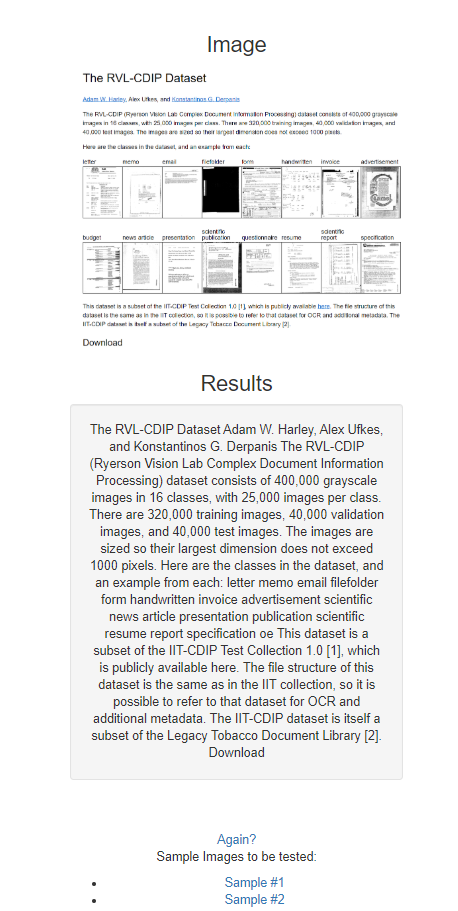 Image
The RVL-CDIP Dataset
Adam W. Harley, Alex Ufkes, and Konstantinos G. Derpanis
The RVL-CDIP (Ryerson Vision Lab Complex Document Information Processing) dataset consists of 400,000 grayscale
images in 16 classes, with 25,000 images per class. There are 320,000 training images, 40,000 validation images, and
40,000 test images. The images are sized so their largest dimension does not exceed 1000 pixels.
Here are the classes in the dataset, and an example from each:
letter memo email filefolder form handwritten invoice advertisement
budget news article presentation scientific publication questionnaire resume scientific report specification
This dataset is a subset of the IIT-CDIP Test Collection 1.0 [1], which is publicly available here. The file structure of this
dataset is the same as in the IIT collection, so it is possible to refer to that dataset for OCR and additional metadata. The
IIT-CDIP dataset is itself a subset of the Legacy Tobacco Document Library [2].
Download
Results
The RVL-CDIP Dataset Adam W. Harley, Alex Ufkes,
and Konstantinos G. Derpanis The RVL-CDIP
(Ryerson Vision Lab Complex Document Information
Processing) dataset consists of 400,000 grayscale
images in 16 classes, with 25,000 images per class.
There are 320,000 training images, 40,000 validation
images, and 40,000 test images. The images are
sized so their largest dimension does not exceed
1000 pixels. Here are the classes in the dataset, and
an example from each: letter memo email filefolder
form handwritten invoice advertisement scientific
news article presentation publication scientific
resume report specification oe This dataset is a
subset of the IIT-CDIP Test Collection 1.0 [1], which
is publicly available here. The file structure of this
dataset is the same as in the IIT collection, so it is
possible to refer to that dataset for OCR and
additional metadata. The IIT-CDIP dataset is itself a
subset of the Legacy Tobacco Document Library [2].
Download
Again?
Sample Images to be tested:
Sample #1
Sample #2